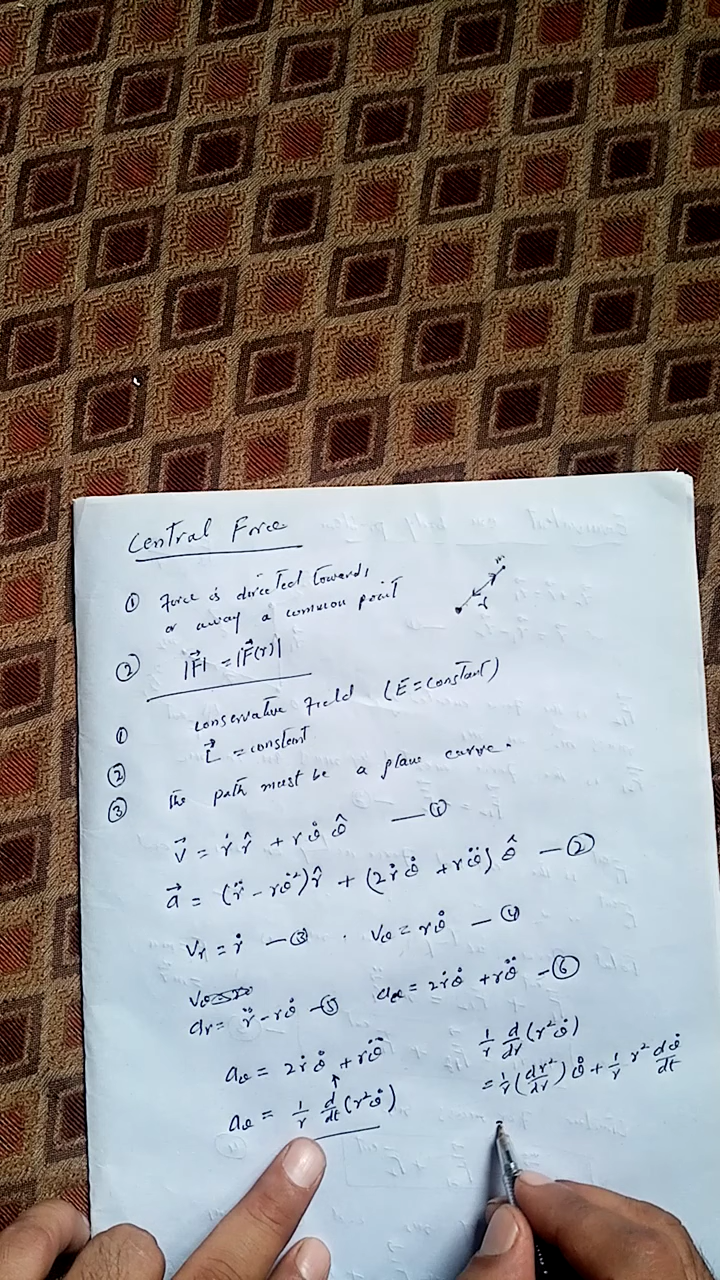 Central Force
① Force is directed towards
or away a common point
m
r
② |F⃗| = |F⃗(r)|
① conservative Field (E = constant)
② L⃗ = constant
③ The path must be a plane curve.
v⃗ = ṙ r̂ + r θ̇ θ̂ — ①
a⃗ = (r̈ - rθ̇²) r̂ + (2ṙθ̇ + rθ̈) θ̂ — ②
Vr = ṙ — ③ . Vθ = rθ̇ — ④
ar = r̈ - rθ̇ — ⑤ aθ = 2ṙθ̇ + rθ̈ — ⑥
aθ = 2ṙθ̇ + rθ̈
aθ = 1/r d/dt (r²θ̇)
1/r d/dr (r²θ̇)
= 1/r (dr²/dr) θ̇ + 1/r r² dθ̇/dt